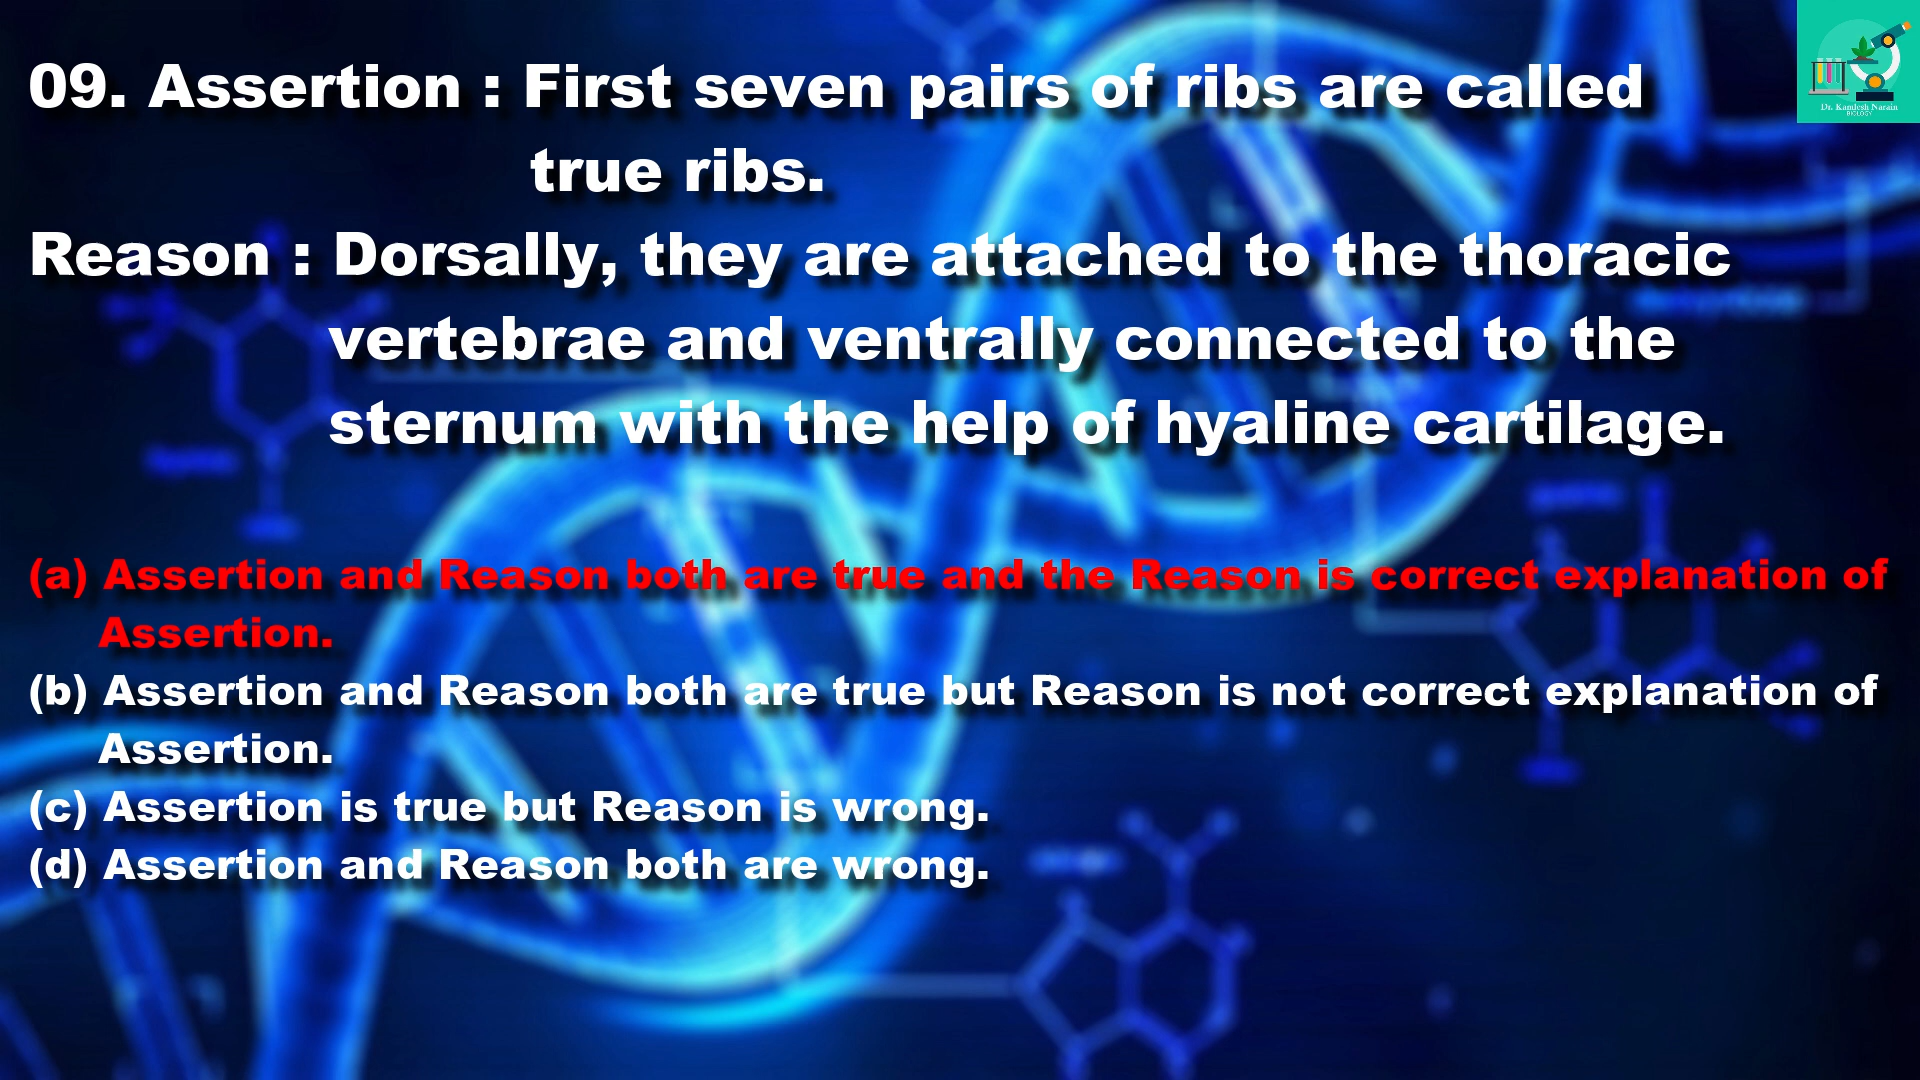 09. Assertion : First seven pairs of ribs are called
true ribs.
Reason : Dorsally, they are attached to the thoracic
vertebrae and ventrally connected to the
sternum with the help of hyaline cartilage.
(a) Assertion and Reason both are true and the Reason is correct explanation of
Assertion.
(b) Assertion and Reason both are true but Reason is not correct explanation of
Assertion.
(c) Assertion is true but Reason is wrong.
(d) Assertion and Reason both are wrong.
Dr. Kamlesh Narain
BIOLOGY